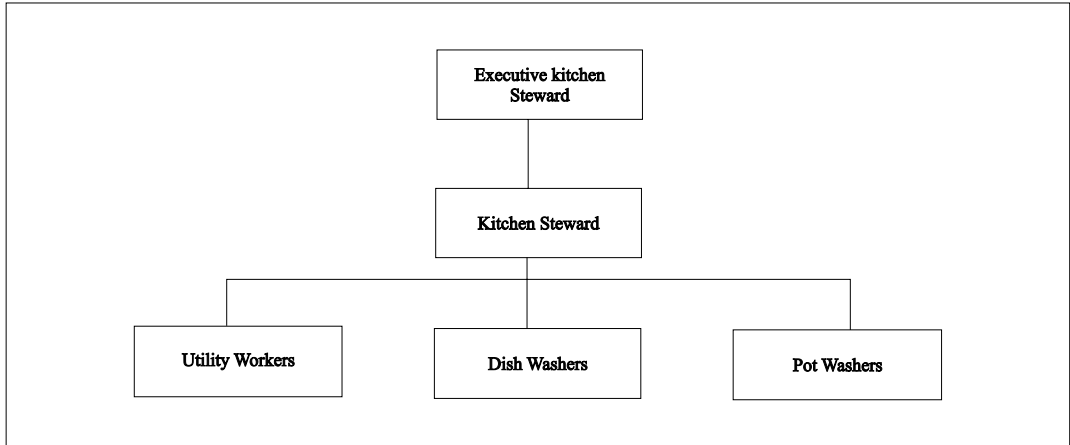 Executive kitchen
Steward
Kitchen Steward
Utility Workers
Dish Washers
Pot Washers